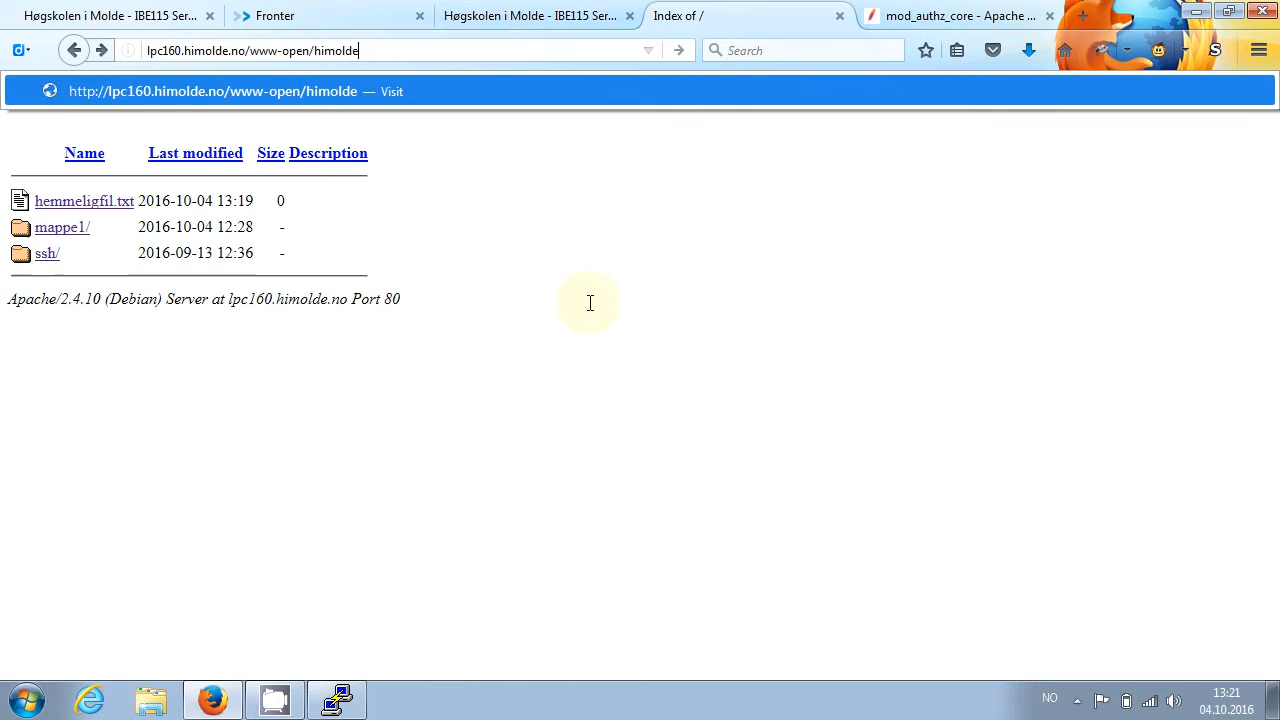 Høgskolen i Molde - IBE115 Ser...
Fronter
Høgskolen i Molde - IBE115 Ser...
Index of /
mod_authz_core - Apache ...
lpc160.himolde.no/www-open/himolde
Search
http://lpc160.himolde.no/www-open/himolde — Visit
Name Last modified Size Description
hemmeligfil.txt 2016-10-04 13:19 0
mappe1/ 2016-10-04 12:28 -
ssh/ 2016-09-13 12:36 -
Apache/2.4.10 (Debian) Server at lpc160.himolde.no Port 80
NO
13:21
04.10.2016